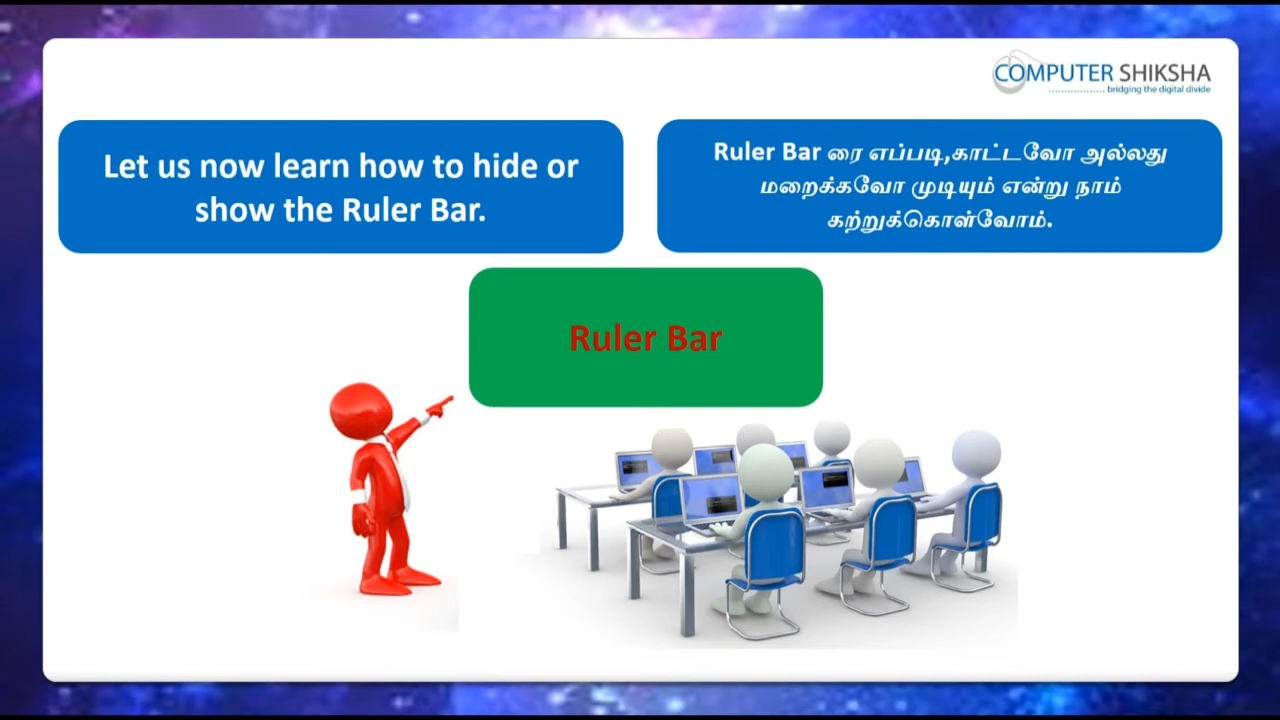 COMPUTER SHIKSHA
bridging the digital divide
Let us now learn how to hide or
show the Ruler Bar.
Ruler Bar ரை எப்படி,காட்டவோ அல்லது
மறைக்கவோ முடியும் என்று நாம்
கற்றுக்கொள்வோம்.
Ruler Bar